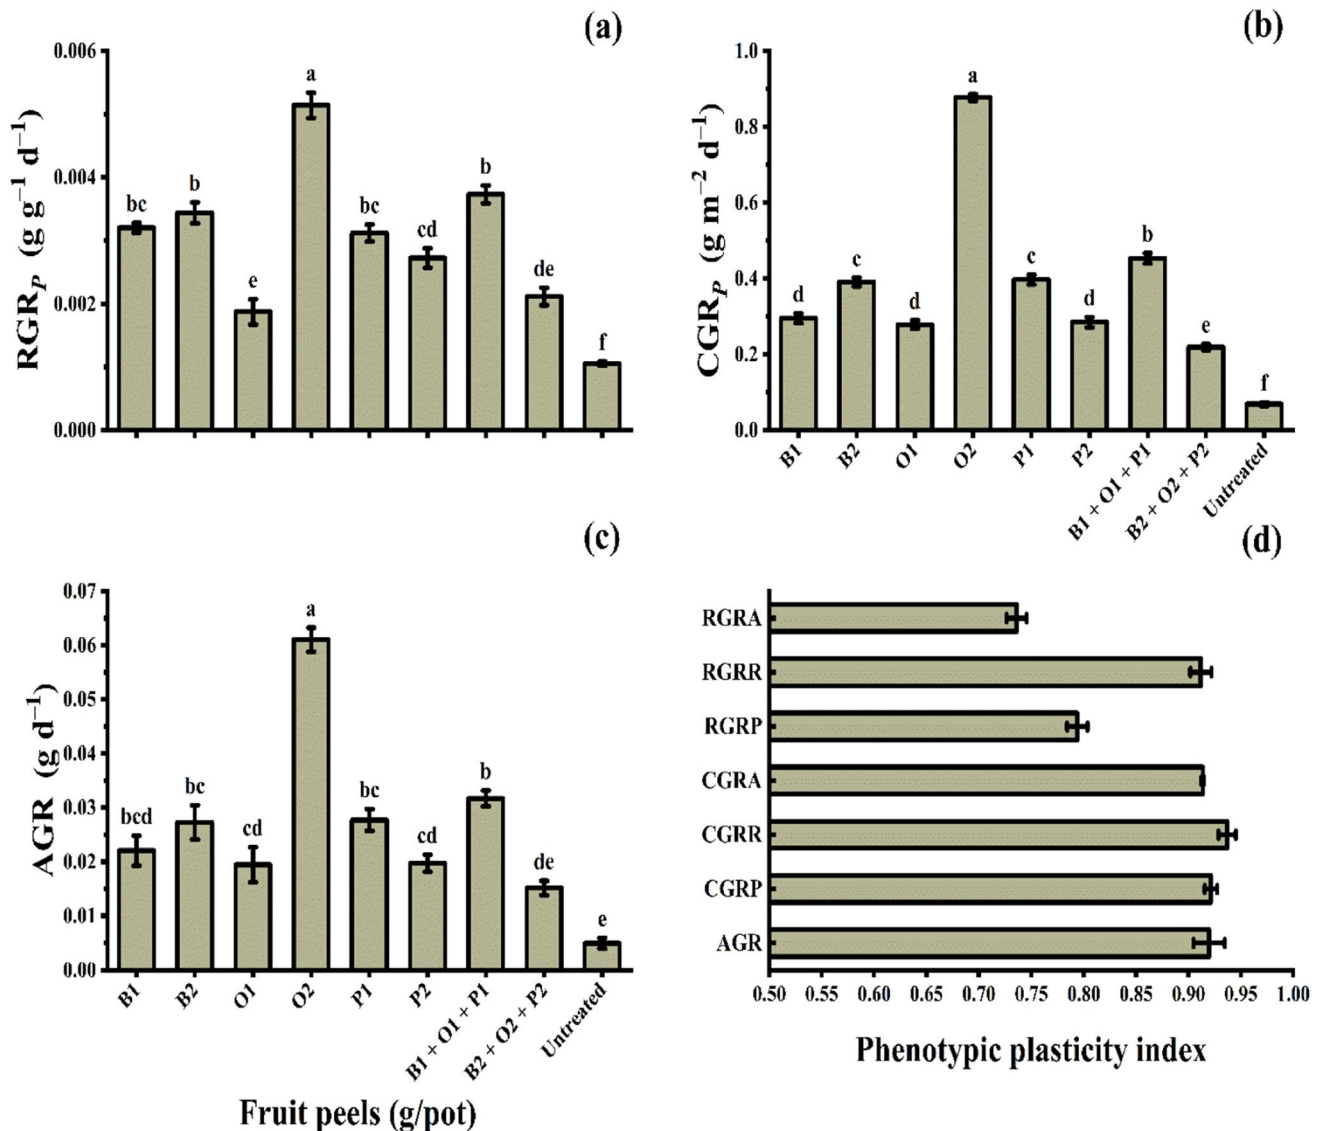 (a)
RGR_P (g g⁻¹ d⁻¹)
0.006
0.004
0.002
0.000
bc
b
e
a
bc
cd
b
de
f
(b)
CGR_P (g m⁻² d⁻¹)
1.0
0.8
0.6
0.4
0.2
0.0
d
c
d
a
c
d
b
e
f
B1
B2
O1
O2
P1
P2
B1 + O1 + P1
B2 + O2 + P2
Untreated
(c)
AGR (g d⁻¹)
0.07
0.06
0.05
0.04
0.03
0.02
0.01
0.00
bcd
bc
cd
a
bc
cd
b
de
e
B1
B2
O1
O2
P1
P2
B1 + O1 + P1
B2 + O2 + P2
Untreated
Fruit peels (g/pot)
(d)
RGRA
RGRR
RGRP
CGRA
CGRR
CGRP
AGR
0.50 0.55 0.60 0.65 0.70 0.75 0.80 0.85 0.90 0.95 1.00
Phenotypic plasticity index